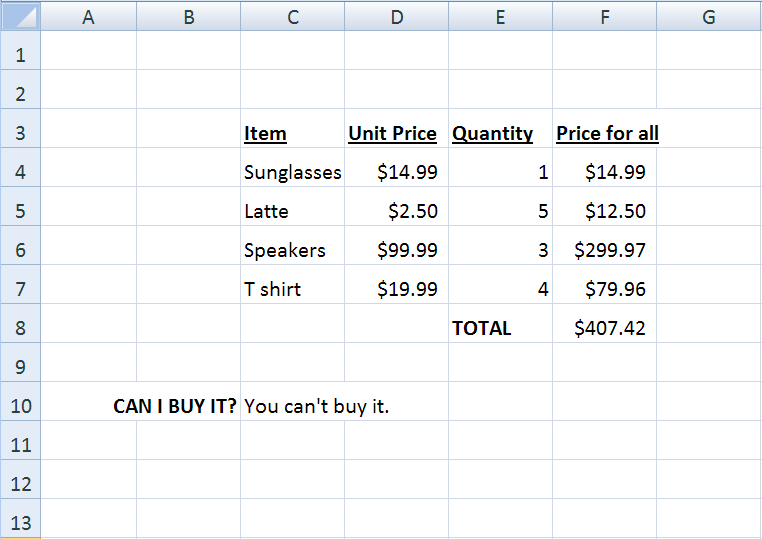 A B C D E F G
1
2
3 Item Unit Price Quantity Price for all
4 Sunglasses $14.99 1 $14.99
5 Latte $2.50 5 $12.50
6 Speakers $99.99 3 $299.97
7 T shirt $19.99 4 $79.96
8 TOTAL $407.42
9
10 CAN I BUY IT? You can't buy it.
11
12
13